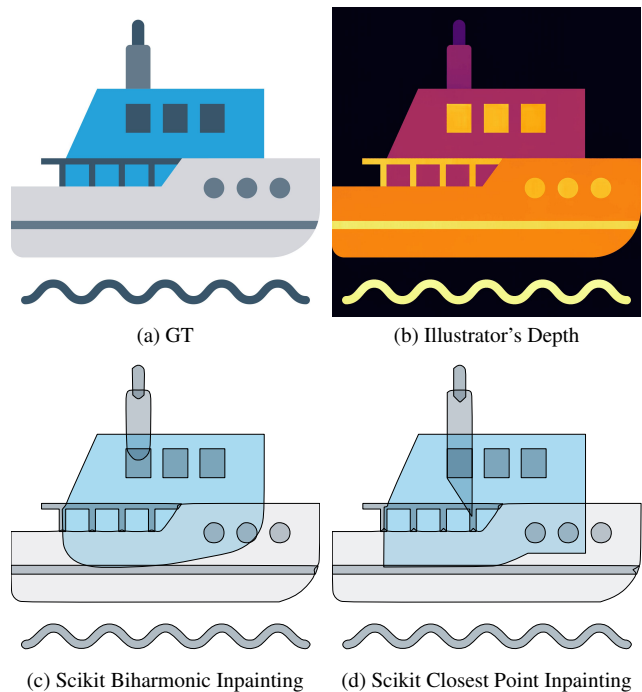 (a) GT
(b) Illustrator's Depth
(c) Scikit Biharmonic Inpainting
(d) Scikit Closest Point Inpainting